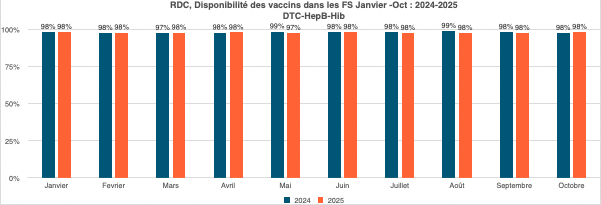 RDC, Disponibilité des vaccins dans les FS Janvier -Oct : 2024-2025
DTC-HepB-Hib
98% 98% 98% 98% 97% 98% 98% 98% 99% 97% 98% 98% 98% 98% 99% 98% 98% 98% 98% 98%
100%
75%
50%
25%
0%
Janvier Fevrier Mars Avril Mai Juin Juillet Août Septembre Octobre
2024 2025